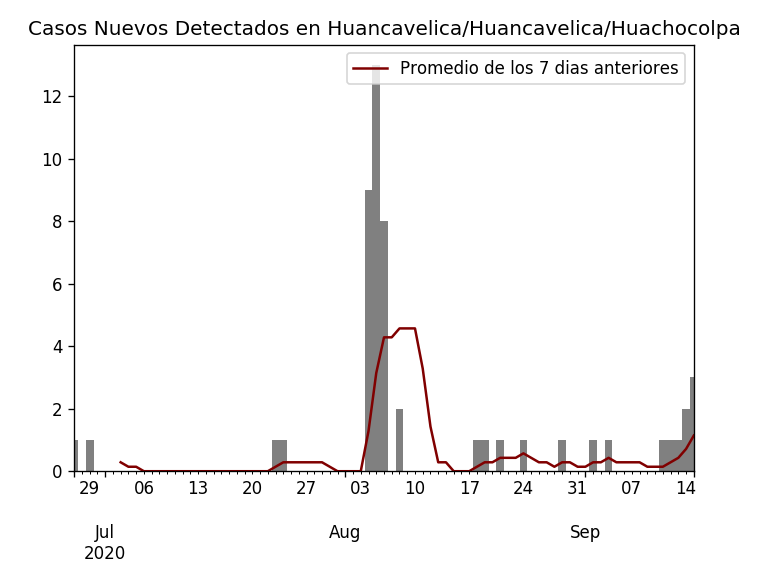 Casos Nuevos Detectados en Huancavelica/Huancavelica/Huachocolpa
Promedio de los 7 dias anteriores
12
10
8
6
4
2
0
29 06 13 20 27 03 10 17 24 31 07 14
Jul Aug Sep
2020